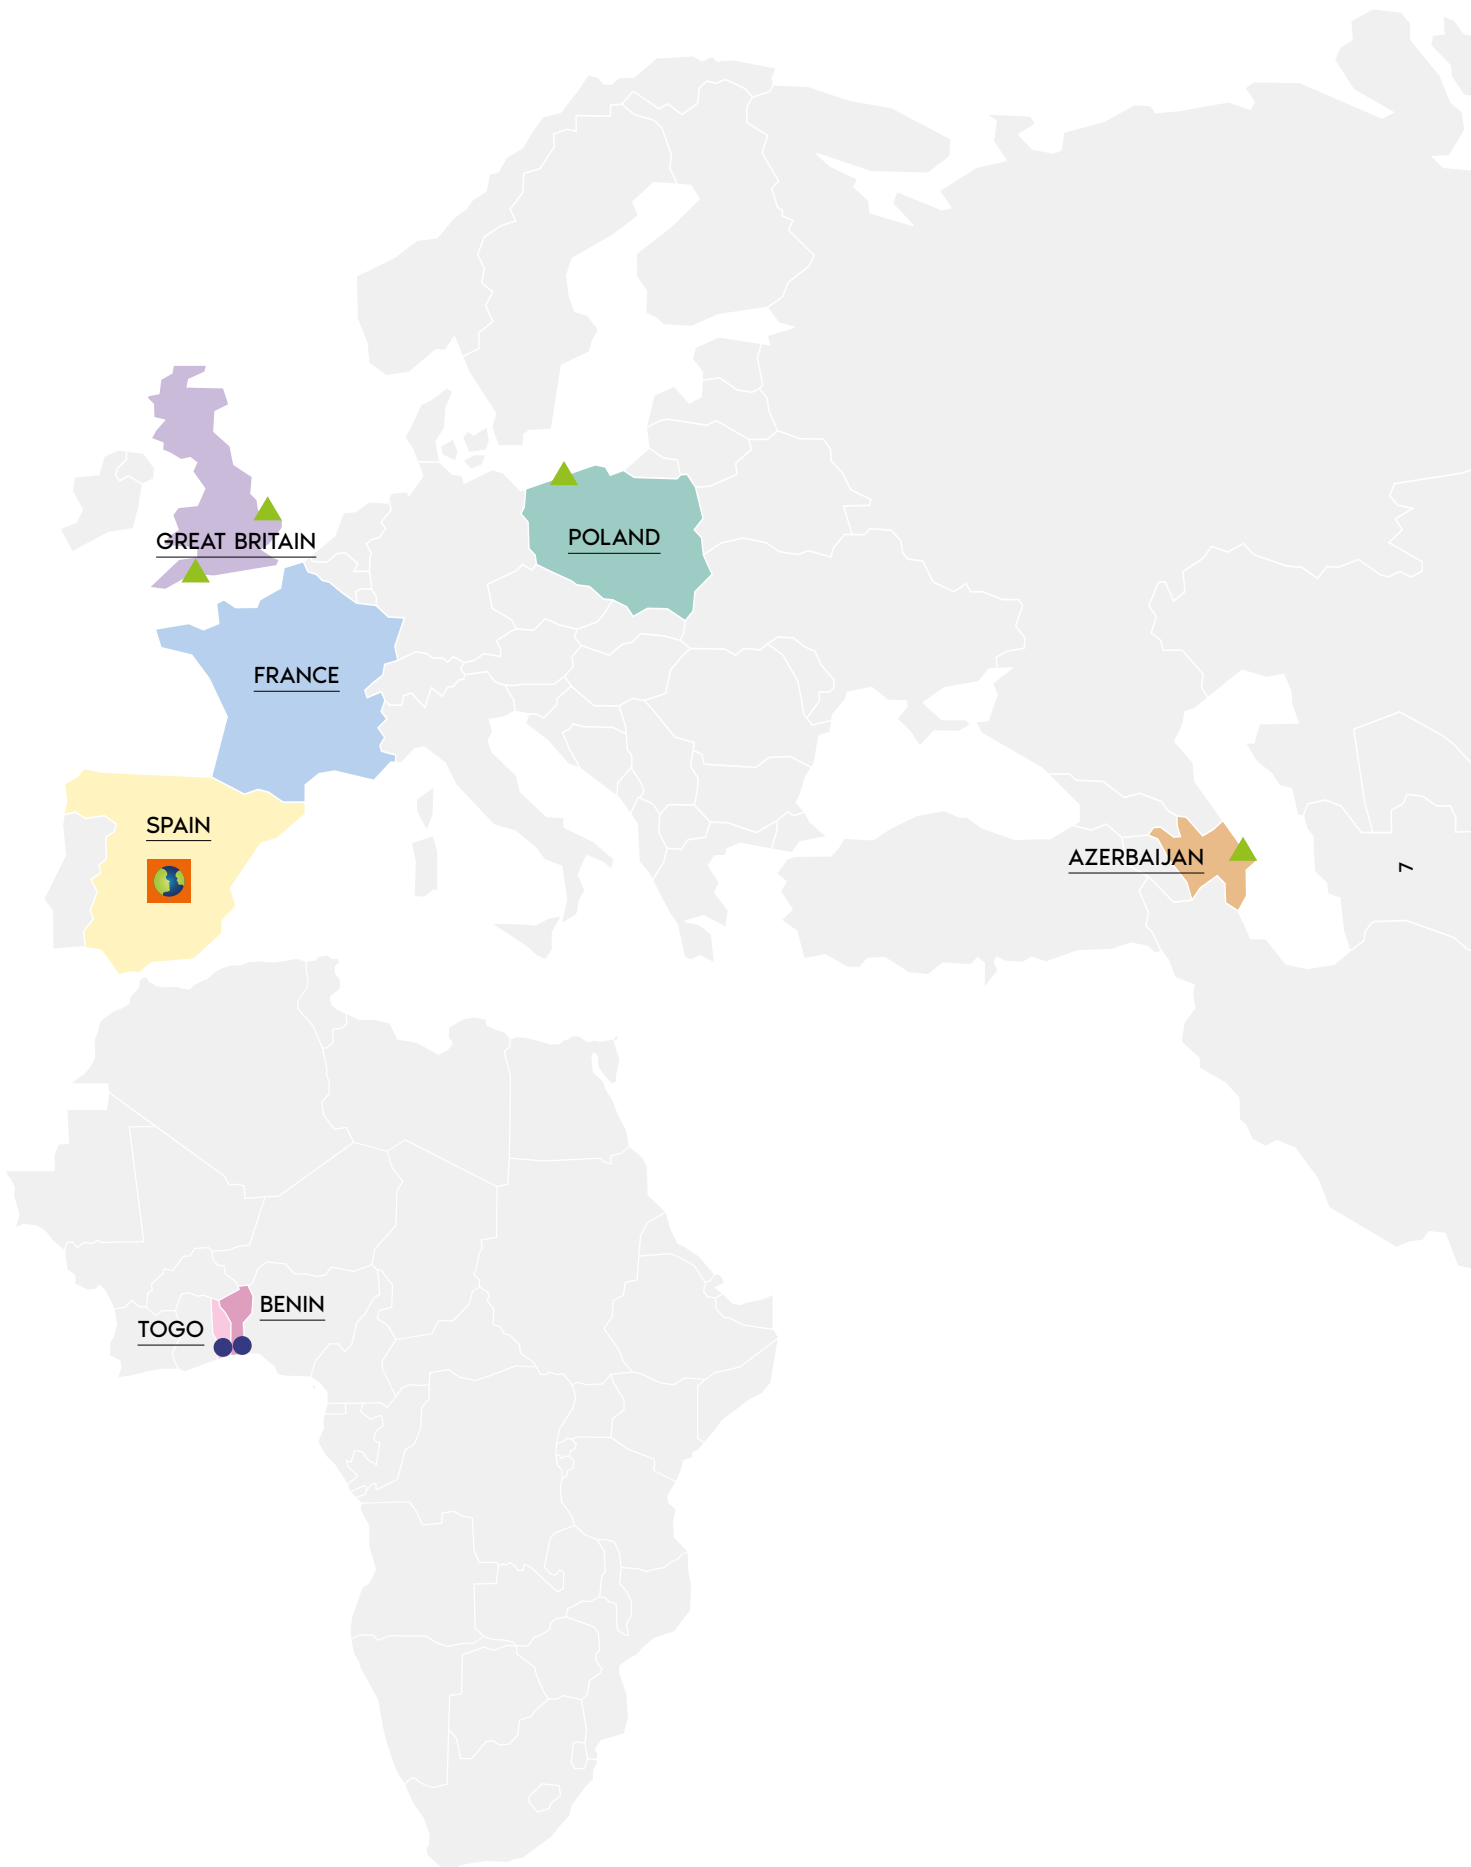 GREAT BRITAIN
POLAND
FRANCE
SPAIN
AZERBAIJAN
7
BENIN
TOGO